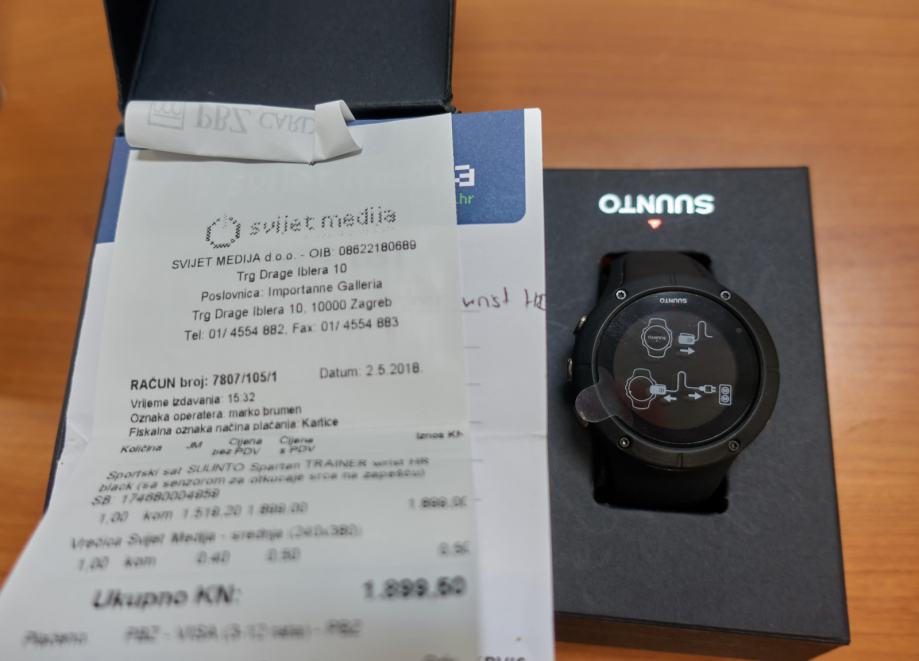 PBZ CARD
a
.hr
svijet medija
SVIJET MEDIJA d.o.o. - OIB: 08622180689
Trg Drage Iblera 10
Poslovnica: Importanne Galleria
Trg Drage Iblera 10, 10000 Zagreb
Tel: 01/ 4554 882, Fax: 01/ 4554 883
wrist HR
RAČUN broj: 7807/105/1 Datum: 2.5.2018.
Vrijeme izdavanja: 15:32
Oznaka operatera: marko brumen
Fiskalna oznaka načina plaćanja: Kartice
Količina JM Cijena bez PDV Cijena s PDV Iznos KN
Sportski sat SUUNTO Spartan TRAINER wrist HR
black (sa senzorom za otkucaje srca na zapešću)
SB: 174680004959
1,00 kom 1.519,20 1.899,00 1.899,00
Vrećica Svijet Medija - srednja (240x380)
1,00 kom 0,40 0,50 0,50
Ukupno KN: 1.899,50
Plaćeno: PBZ - VISA (3-12 rata) - PBZ
SUUNTO
SUUNTO